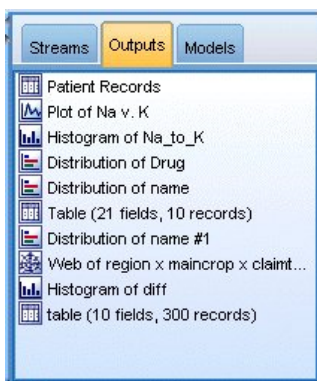 Streams Outputs Models
Patient Records
Plot of Na v. K
Histogram of Na_to_K
Distribution of Drug
Distribution of name
Table (21 fields, 10 records)
Distribution of name #1
Web of region x maincrop x claimt...
Histogram of diff
table (10 fields, 300 records)